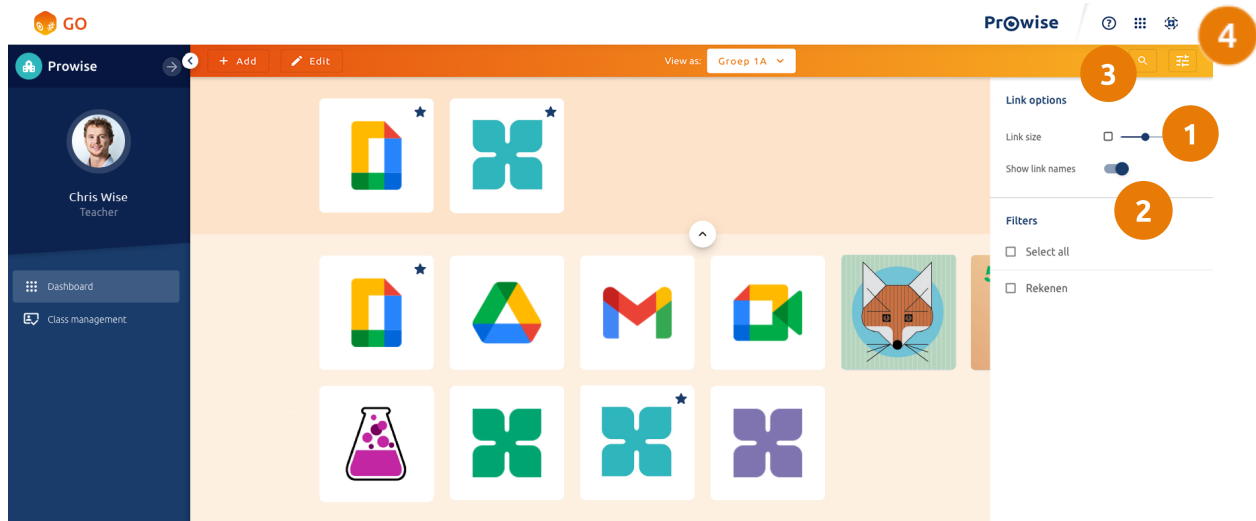 GO
Prowise
4
Prowise
+ Add
Edit
View as:
Groep 1A
3
Link options
Link size
1
Show link names
2
Chris Wise
Teacher
Filters
Select all
Rekenen
Dashboard
Class management
5